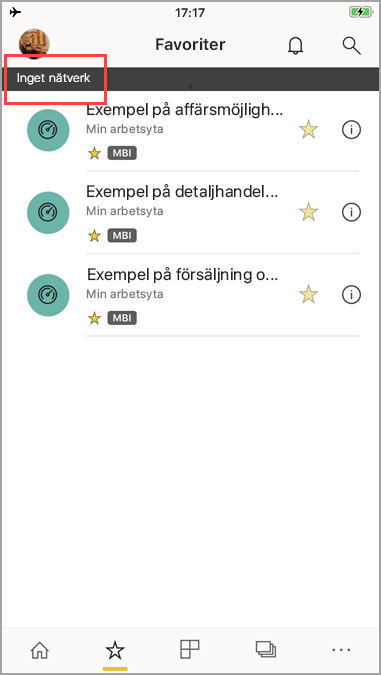 17:17
Favoriter
Inget nätverk
Exempel på affärsmöjligh...
Min arbetsyta
MBI
Exempel på detaljhandel...
Min arbetsyta
MBI
Exempel på försäljning o...
Min arbetsyta
MBI